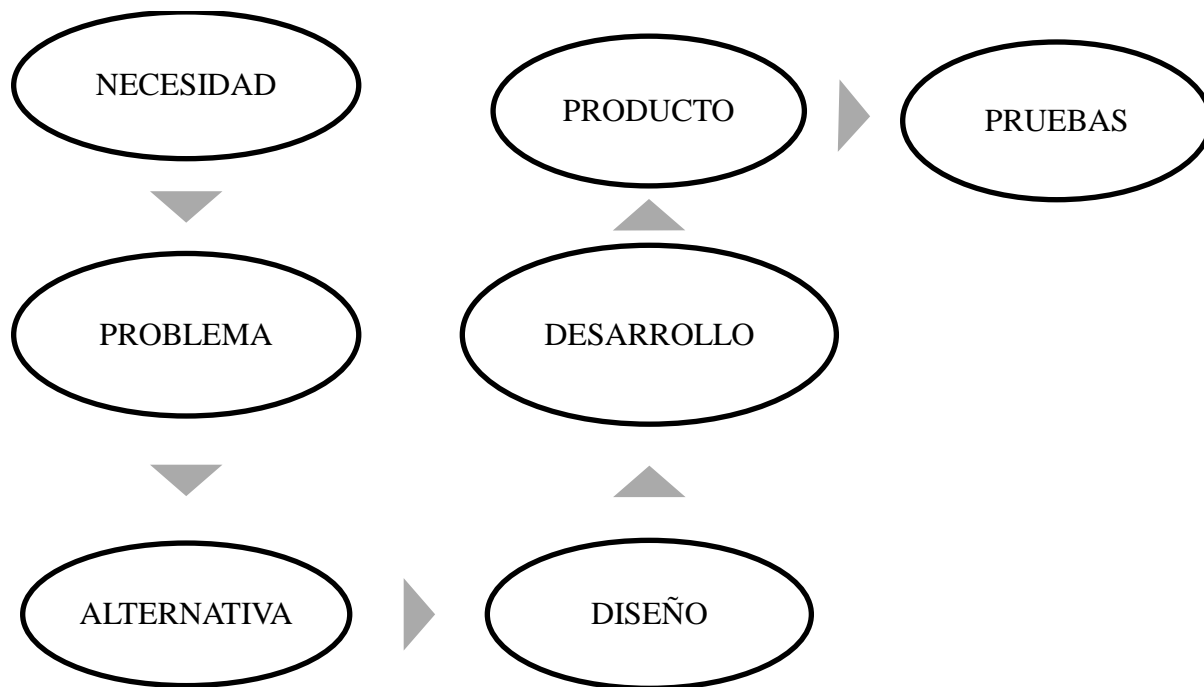 NECESIDAD
PROBLEMA
ALTERNATIVA
DISEÑO
DESARROLLO
PRODUCTO
PRUEBAS